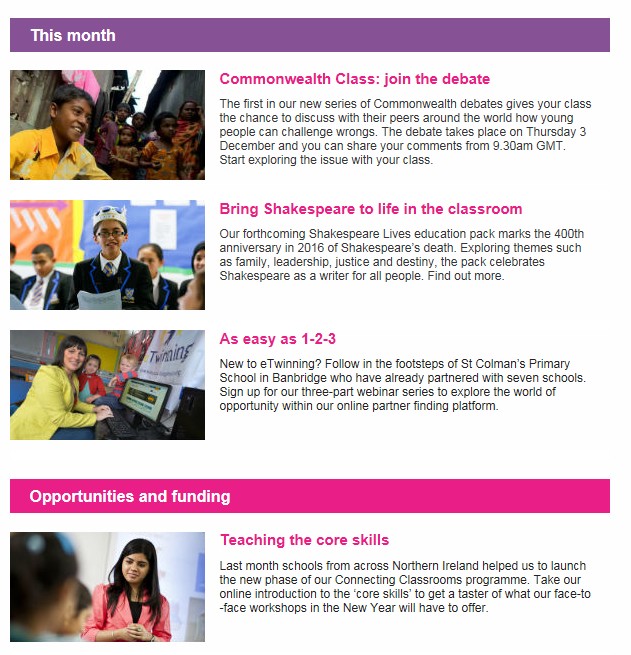 This month
Commonwealth Class: join the debate
The first in our new series of Commonwealth debates gives your class
the chance to discuss with their peers around the world how young
people can challenge wrongs. The debate takes place on Thursday 3
December and you can share your comments from 9.30am GMT.
Start exploring the issue with your class.
Bring Shakespeare to life in the classroom
Our forthcoming Shakespeare Lives education pack marks the 400th
anniversary in 2016 of Shakespeare's death. Exploring themes such
as family, leadership, justice and destiny, the pack celebrates
Shakespeare as a writer for all people. Find out more.
As easy as 1-2-3
Twinning
New to eTwinning? Follow in the footsteps of St Colman's Primary
School in Banbridge who have already partnered with seven schools.
Sign up for our three-part webinar series to explore the world of
opportunity within our online partner finding platform.
Opportunities and funding
Teaching the core skills
Last month schools from across Northern Ireland helped us to launch
the new phase of our Connecting Classrooms programme. Take our
online introduction to the 'core skills' to get a taster of what our face-to
-face workshops in the New Year will have to offer.